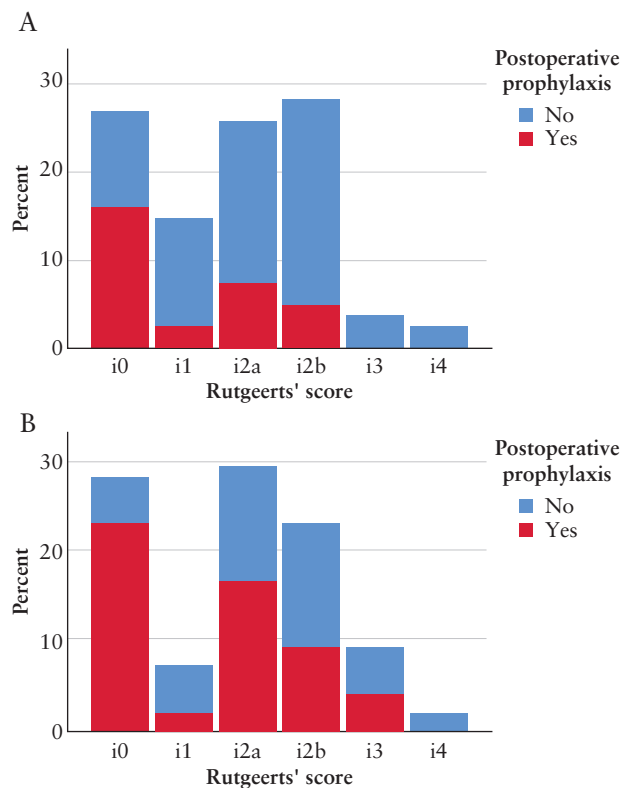 A
Postoperative
prophylaxis
No
Yes
Percent
30
20
10
0
i0 i1 i2a i2b i3 i4
Rutgeerts' score
B
Postoperative
prophylaxis
No
Yes
Percent
30
20
10
0
i0 i1 i2a i2b i3 i4
Rutgeerts' score